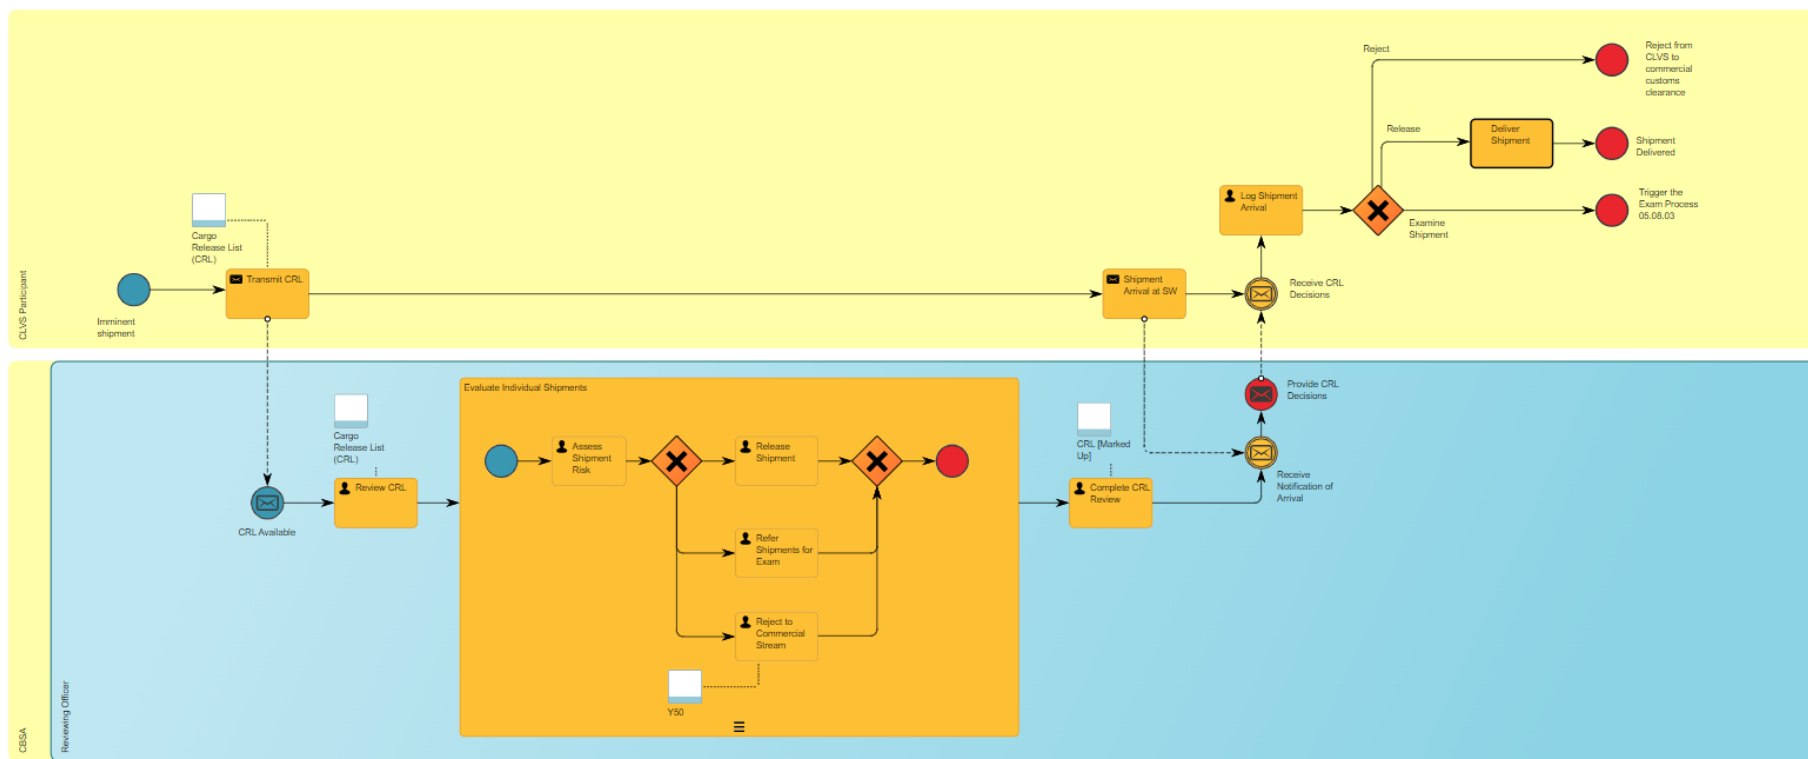 Reject
Reject from
CLVS to
commercial
customs
clearance
Release
Deliver
Shipment
Shipment
Delivered
Log Shipment
Arrival
Trigger the
Exam Process
05.08.03
Examine
Shipment
Cargo
Release List
(CRL)
Transmit CRL
Shipment
Arrival at SW
Receive CRL
Decisions
Imminent
shipment
CLVS Participant
Evaluate Individual Shipments
Provide CRL
Decisions
Cargo
Release List
(CRL)
CRL [Marked
Up]
Assess
Shipment
Risk
Release
Shipment
Receive
Notification of
Arrival
Review CRL
Complete CRL
Review
CRL Available
Refer
Shipments for
Exam
Reject to
Commercial
Stream
Y50
Reviewing Officer
CBSA